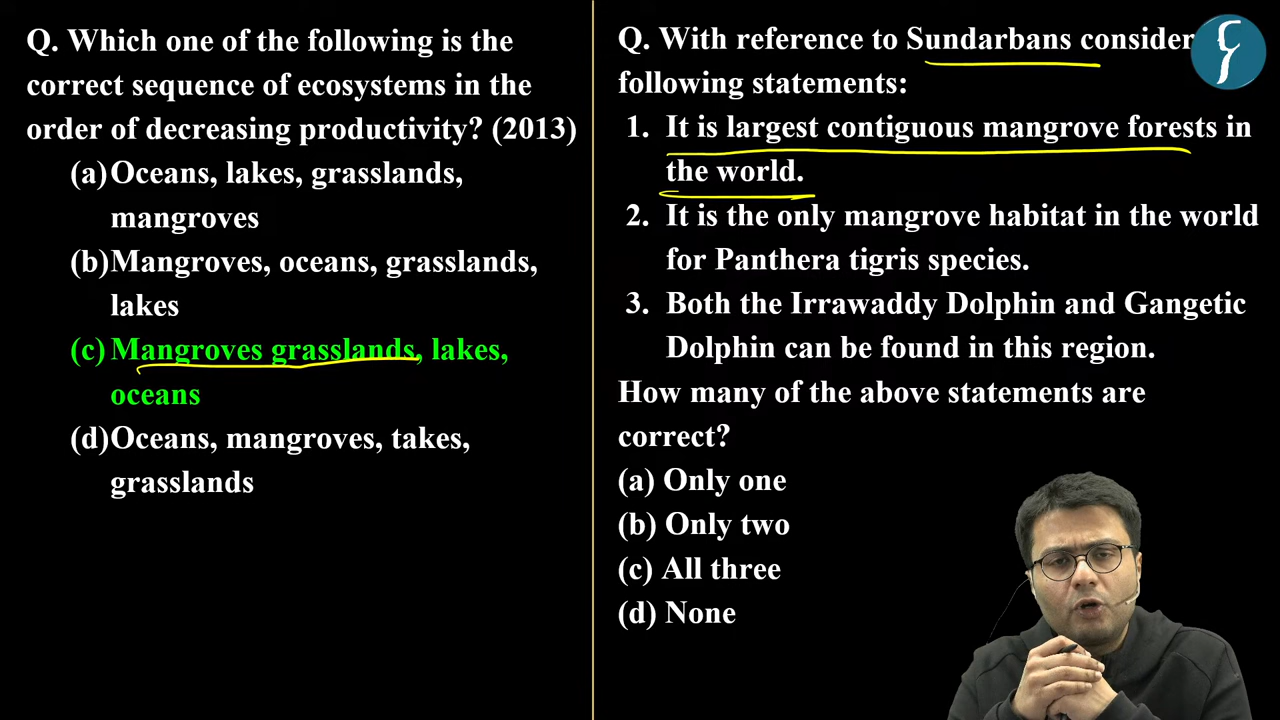 Q. Which one of the following is the
correct sequence of ecosystems in the
order of decreasing productivity? (2013)
(a) Oceans, lakes, grasslands,
mangroves
(b) Mangroves, oceans, grasslands,
lakes
(c) Mangroves grasslands, lakes,
oceans
(d) Oceans, mangroves, takes,
grasslands
Q. With reference to Sundarbans consider
following statements:
1. It is largest contiguous mangrove forests in
the world.
2. It is the only mangrove habitat in the world
for Panthera tigris species.
3. Both the Irrawaddy Dolphin and Gangetic
Dolphin can be found in this region.
How many of the above statements are
correct?
(a) Only one
(b) Only two
(c) All three
(d) None